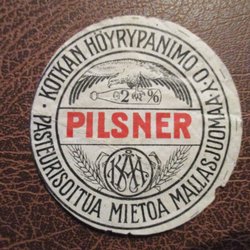 KOTKAN HÖYRYPANIMO O.Y.
2 %
PILSNER
PASTEURISOITUA MIETOA MALLASJUOMAA